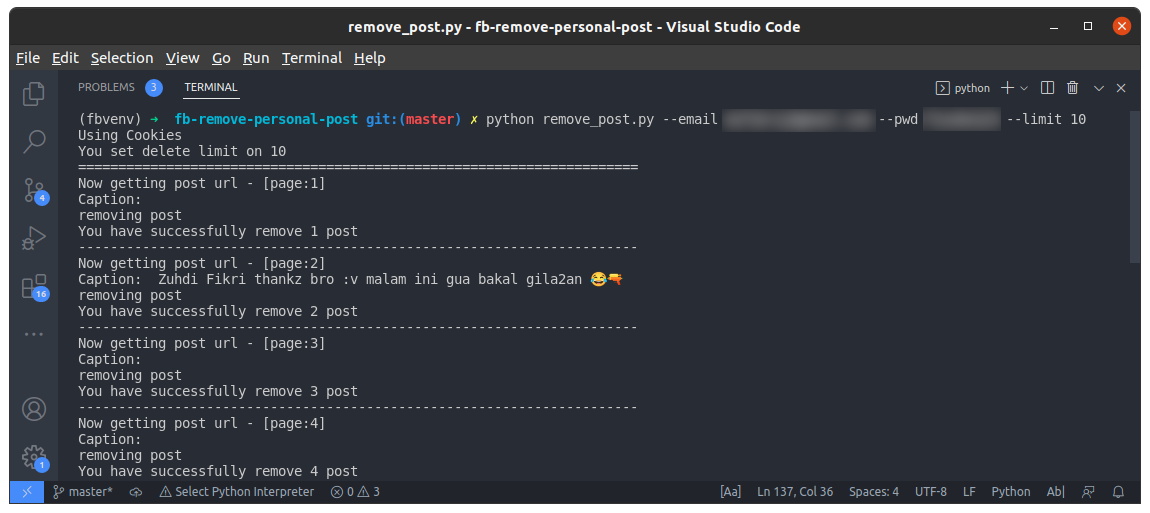 remove_post.py - fb-remove-personal-post - Visual Studio Code
File Edit Selection View Go Run Terminal Help
PROBLEMS 3 TERMINAL python
(fbvenv) ➜ fb-remove-personal-post git:(master) ✗ python remove_post.py --email --pwd --limit 10
Using Cookies
You set delete limit on 10
======================================================================
Now getting post url - [page:1]
Caption:
removing post
You have successfully remove 1 post
----------------------------------------------------------------------
Now getting post url - [page:2]
Caption:  Zuhdi Fikri thankz bro :v malam ini gua bakal gila2an 😂🔫
removing post
You have successfully remove 2 post
----------------------------------------------------------------------
Now getting post url - [page:3]
Caption:
removing post
You have successfully remove 3 post
----------------------------------------------------------------------
Now getting post url - [page:4]
Caption:
removing post
You have successfully remove 4 post
4
16
1
master* Select Python Interpreter 0 3 [Aa] Ln 137, Col 36 Spaces: 4 UTF-8 LF Python Ab|